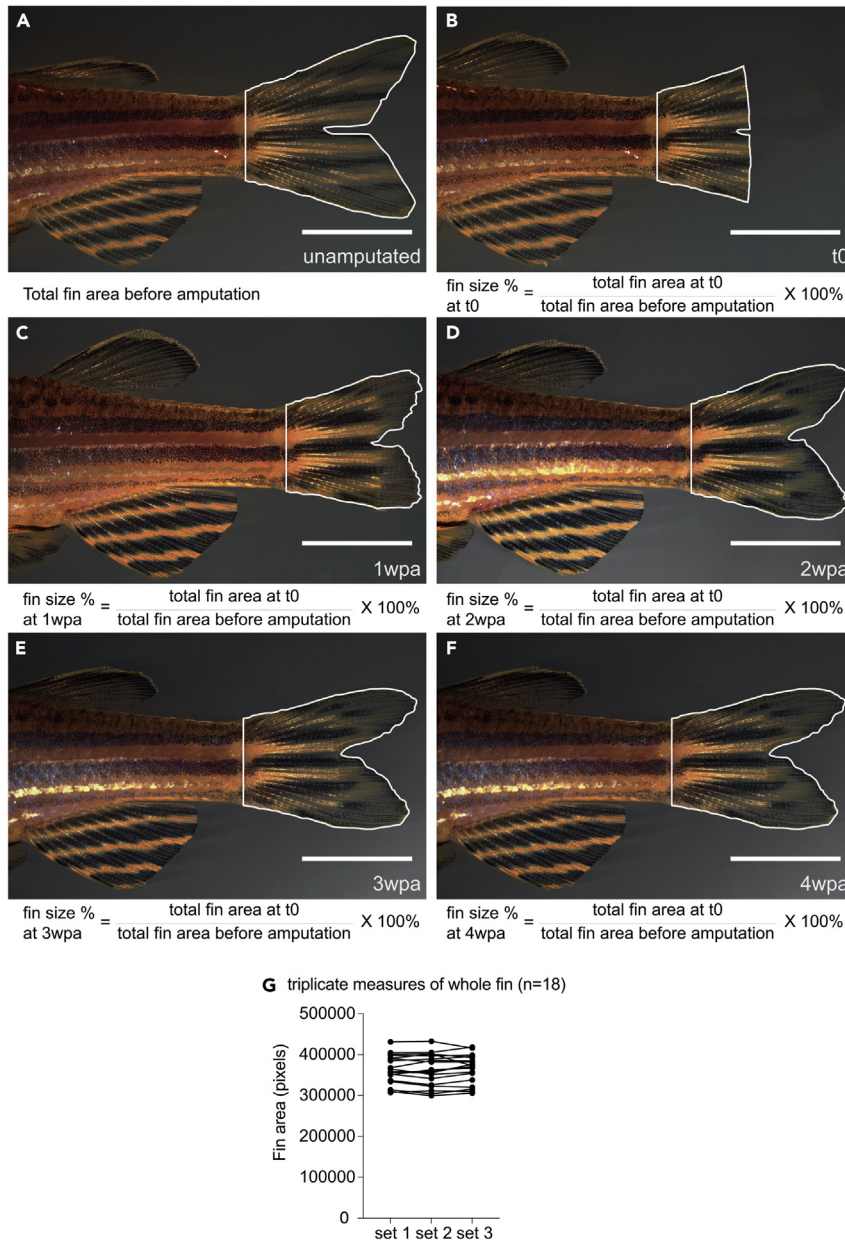 A
unamputated
Total fin area before amputation
B
t0
fin size % at t0 = total fin area at t0 / total fin area before amputation X 100%
C
1wpa
fin size % at 1wpa = total fin area at t0 / total fin area before amputation X 100%
D
2wpa
fin size % at 2wpa = total fin area at t0 / total fin area before amputation X 100%
E
3wpa
fin size % at 3wpa = total fin area at t0 / total fin area before amputation X 100%
F
4wpa
fin size % at 4wpa = total fin area at t0 / total fin area before amputation X 100%
G triplicate measures of whole fin (n=18)
Fin area (pixels)
500000
400000
300000
200000
100000
0
set 1 set 2 set 3